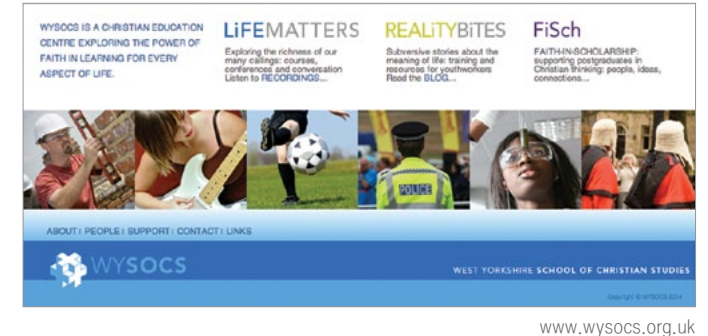 WYSOCS IS A CHRISTIAN EDUCATION
CENTRE EXPLORING THE POWER OF
FAITH IN LEARNING FOR EVERY
ASPECT OF LIFE.
LiFEMATTERS
Exploring the richness of our
many callings: courses,
conferences and conversation
Listen to RECORDINGS...
REALiTYBiTES
Subversive stories about the
meaning of life: training and
resources for youthworkers
Read the BLOG...
FiSch
FAITH-IN-SCHOLARSHIP:
supporting postgraduates in
Christian thinking: people, ideas,
connections...
POLICE
ABOUT | PEOPLE | SUPPORT | CONTACT | LINKS
WYSOCS
WEST YORKSHIRE SCHOOL OF CHRISTIAN STUDIES
Copyright © WYSOCS 2014
www.wysocs.org.uk